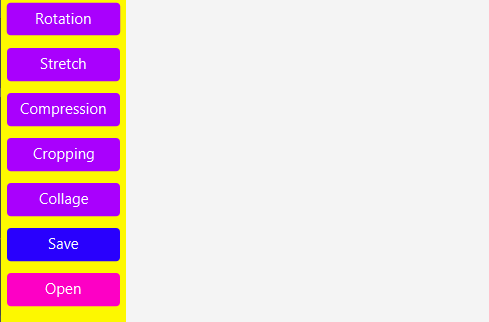 Rotation
Stretch
Compression
Cropping
Collage
Save
Open